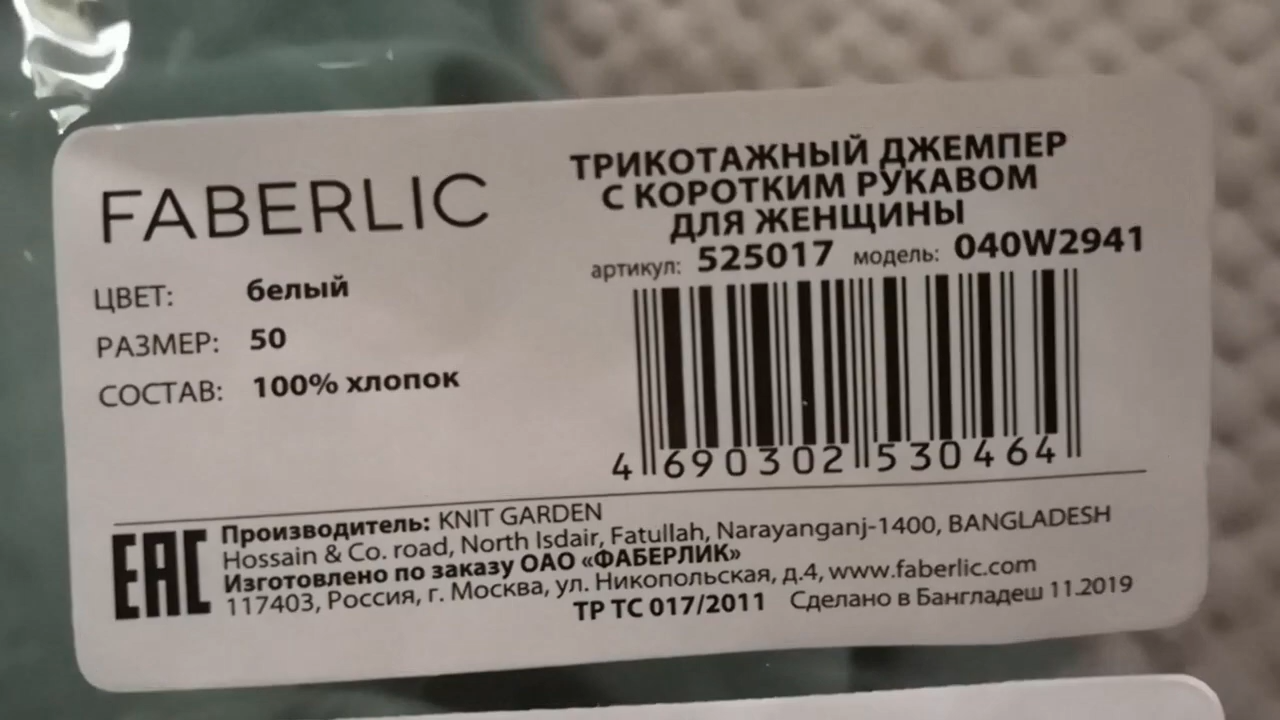 FABERLIC
ЦВЕТ: белый
РАЗМЕР: 50
СОСТАВ: 100% хлопок
ТРИКОТАЖНЫЙ ДЖЕМПЕР
С КОРОТКИМ РУКАВОМ
ДЛЯ ЖЕНЩИНЫ
артикул: 525017 модель: 040W2941
4 690302 530464
EAC
Производитель: KNIT GARDEN
Hossain & Co. road, North Isdair, Fatullah, Narayanganj-1400, BANGLADESH
Изготовлено по заказу ОАО «ФАБЕРЛИК»
117403, Россия, г. Москва, ул. Никопольская, д.4, www.faberlic.com
ТР ТС 017/2011 Сделано в Бангладеш 11.2019